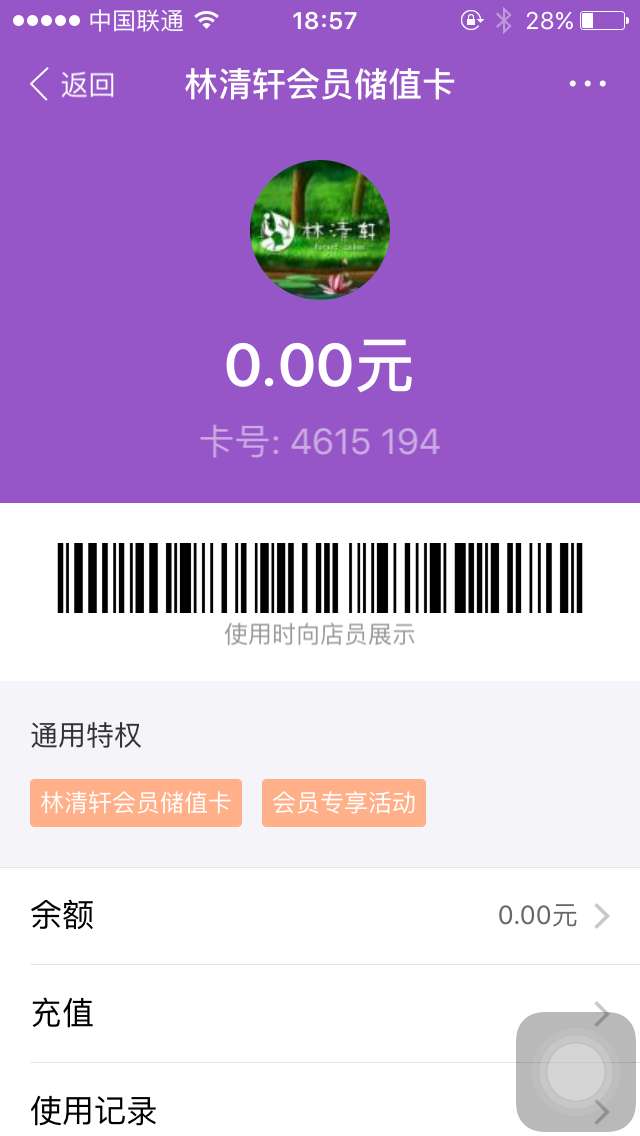 中国联通 18:57 28%
返回 林清轩会员储值卡
林清轩
0.00元
卡号: 4615 194
使用时向店员展示
通用特权
林清轩会员储值卡 会员专享活动
余额 0.00元
充值
使用记录